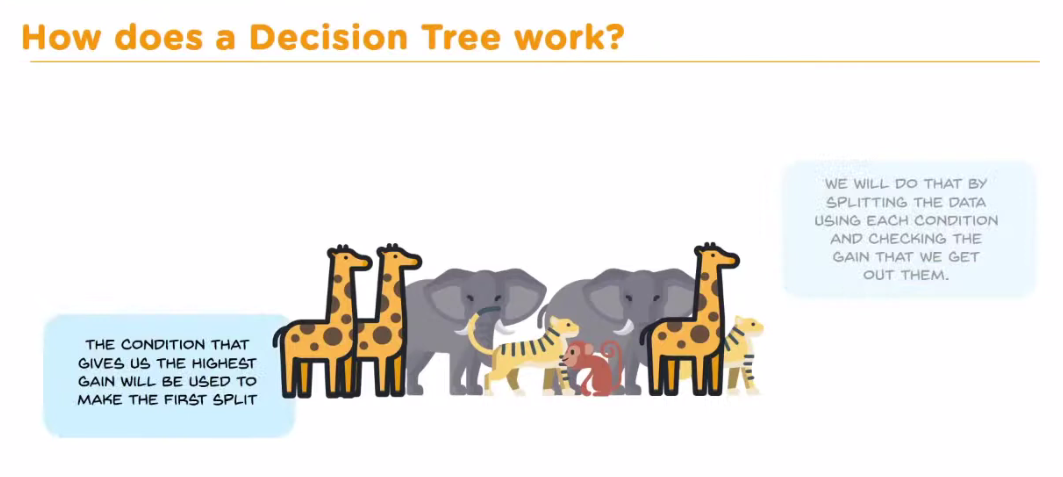 How does a Decision Tree work?
WE WILL DO THAT BY
SPLITTING THE DATA
USING EACH CONDITION
AND CHECKING THE
GAIN THAT WE GET
OUT THEM.
THE CONDITION THAT
GIVES US THE HIGHEST
GAIN WILL BE USED TO
MAKE THE FIRST SPLIT